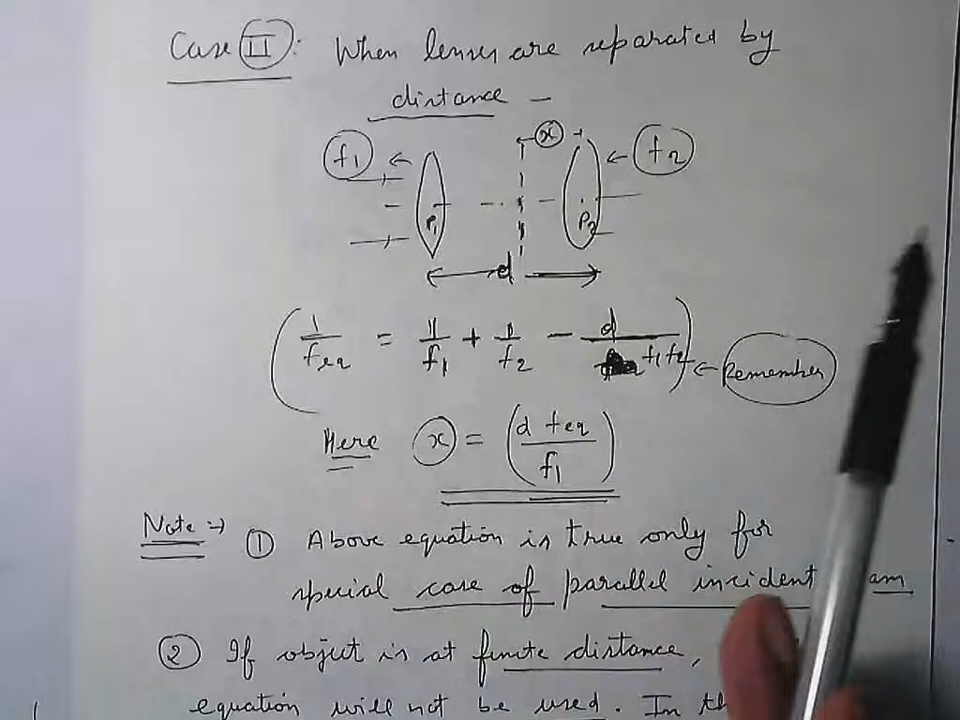 Case II : When lenses are separated by
distance –
f₁ x f₂
P₁ P₂
d
1/feq = 1/f₁ + 1/f₂ − d/f₁f₂ ← Remember
Here x = (d feq / f₁)
Note :→ ① Above equation is true only for
special case of parallel incident
② If object is at finite distance,
equation will not be used. In